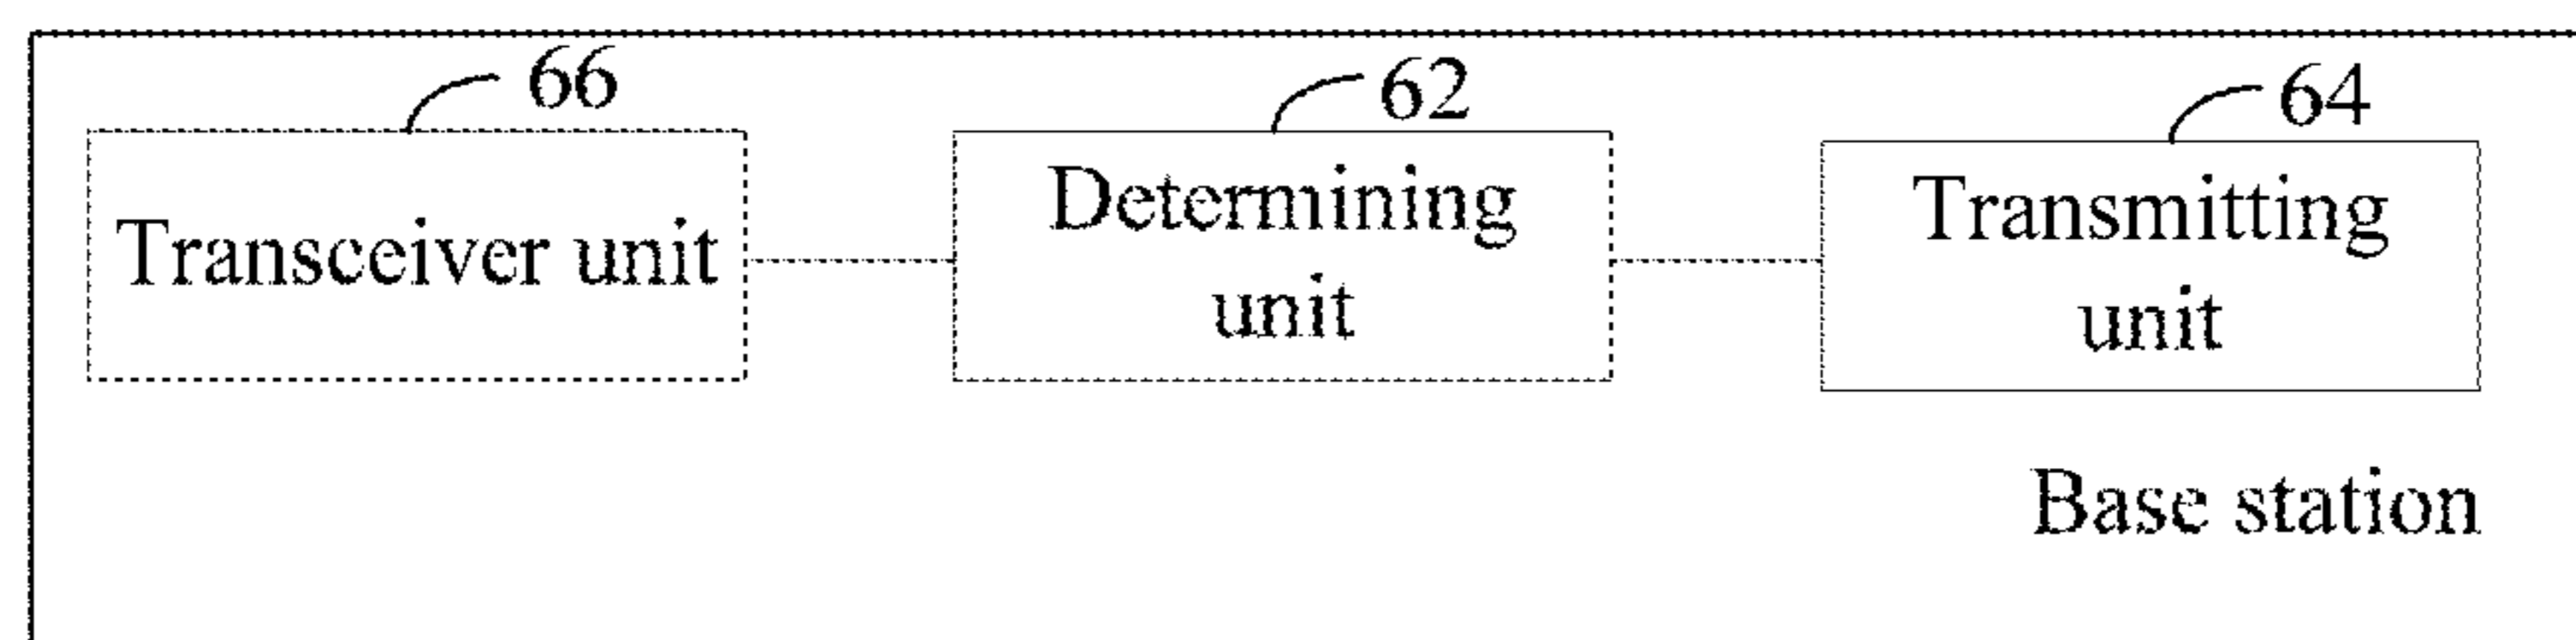 66
62
64
Transceiver unit
Determining
unit
Transmitting
unit
Base station